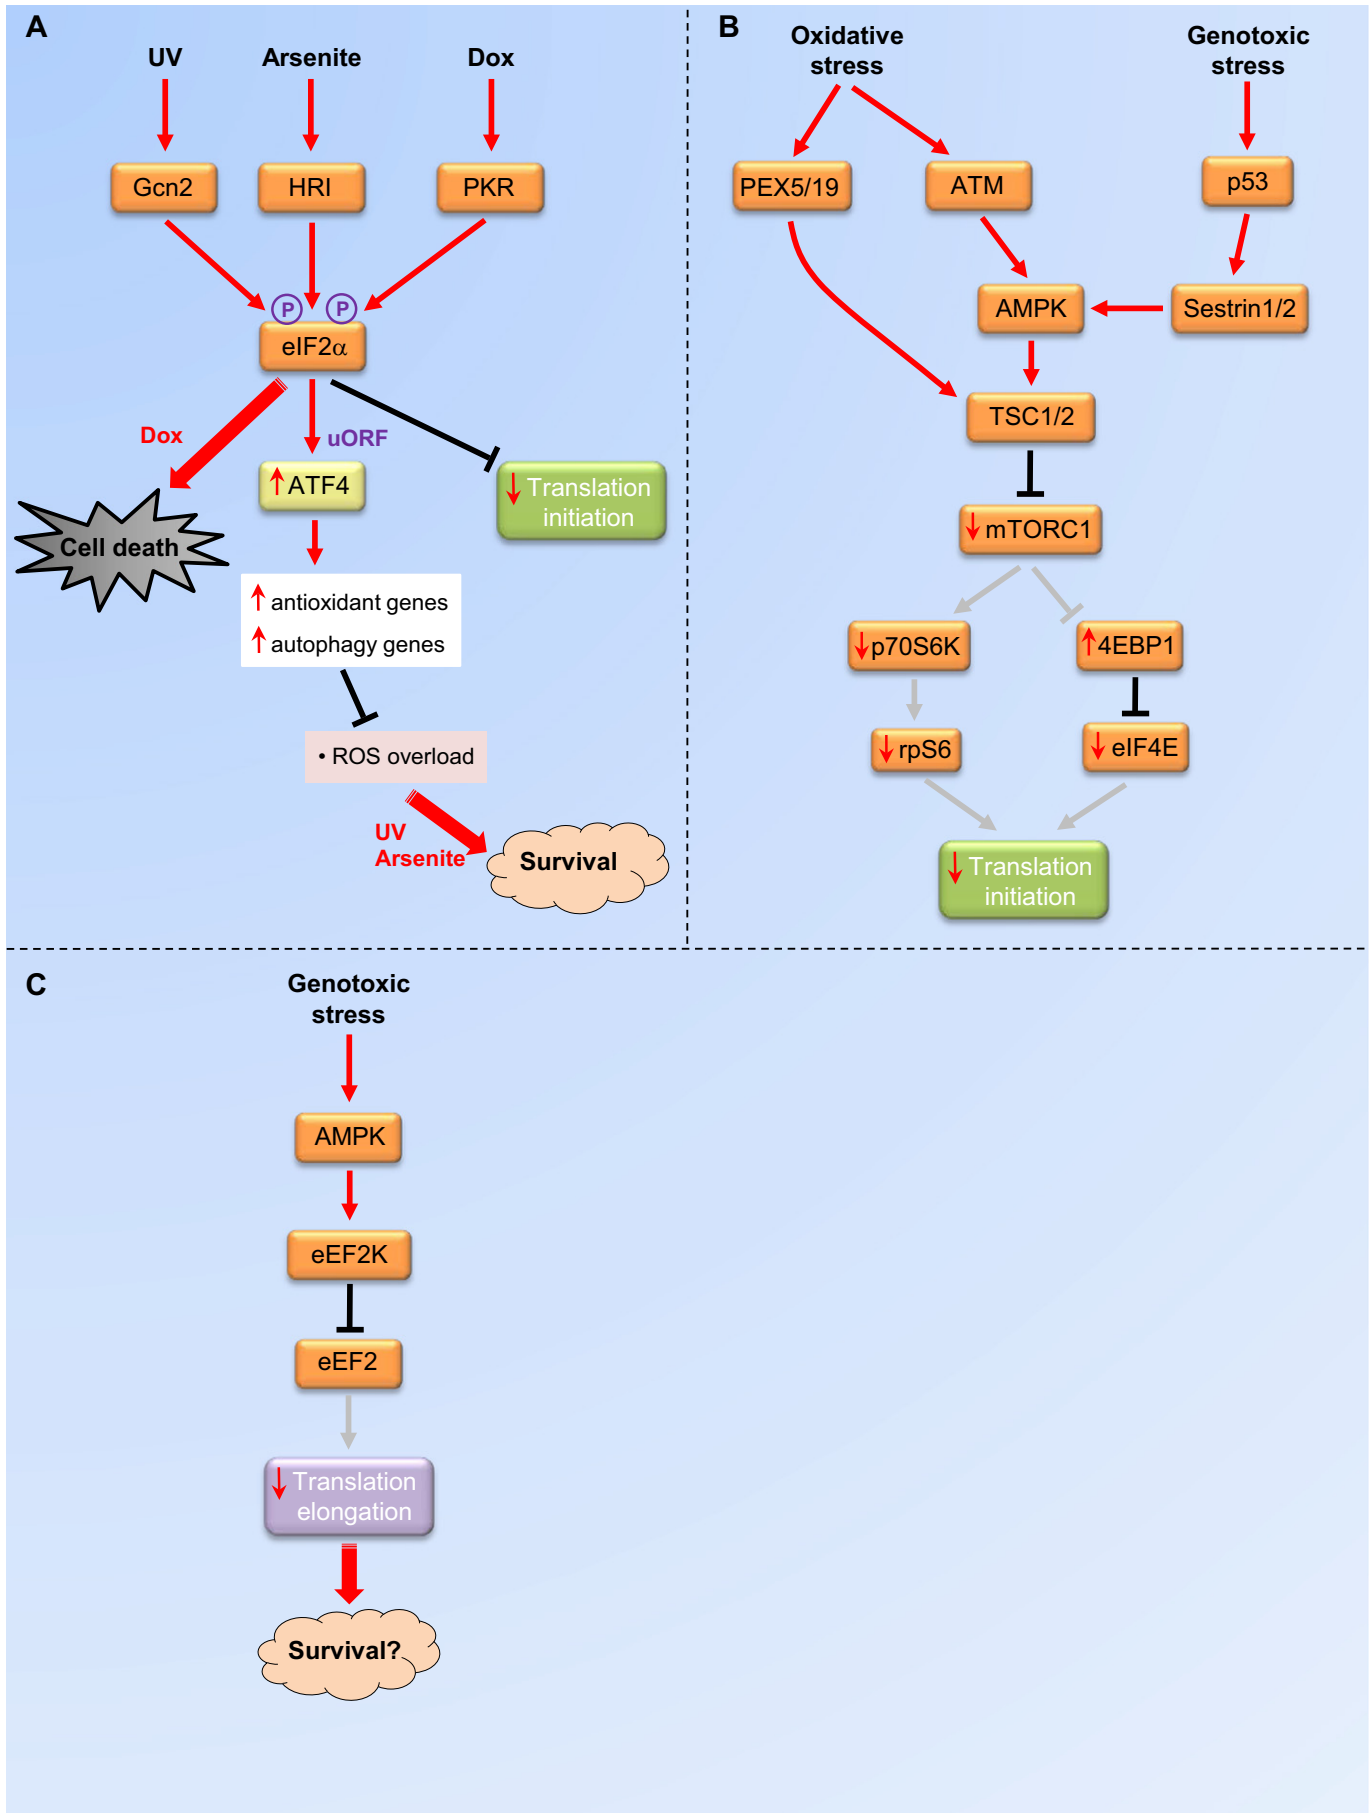 A
UV
Arsenite
Dox
Gcn2
HRI
PKR
P
P
eIF2α
Dox
uORF
ATF4
Translation
initiation
Cell death
antioxidant genes
autophagy genes
• ROS overload
UV
Arsenite
Survival
B
Oxidative
stress
Genotoxic
stress
PEX5/19
ATM
p53
AMPK
Sestrin1/2
TSC1/2
mTORC1
p70S6K
4EBP1
rpS6
eIF4E
Translation
initiation
C
Genotoxic
stress
AMPK
eEF2K
eEF2
Translation
elongation
Survival?